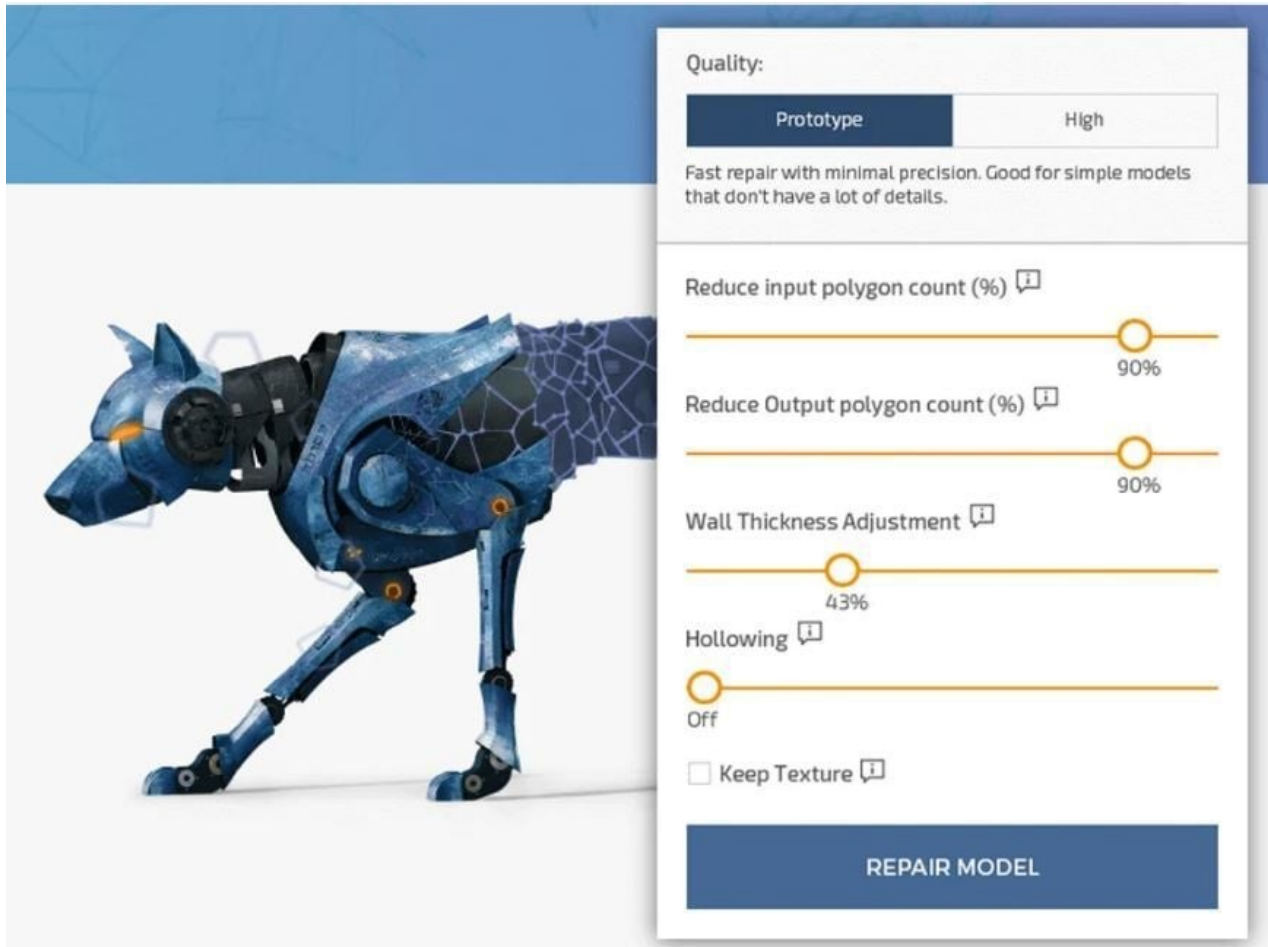 Quality:
Prototype
High
Fast repair with minimal precision. Good for simple models
that don't have a lot of details.
Reduce input polygon count (%)
90%
Reduce Output polygon count (%)
90%
Wall Thickness Adjustment
43%
Hollowing
Off
Keep Texture
REPAIR MODEL